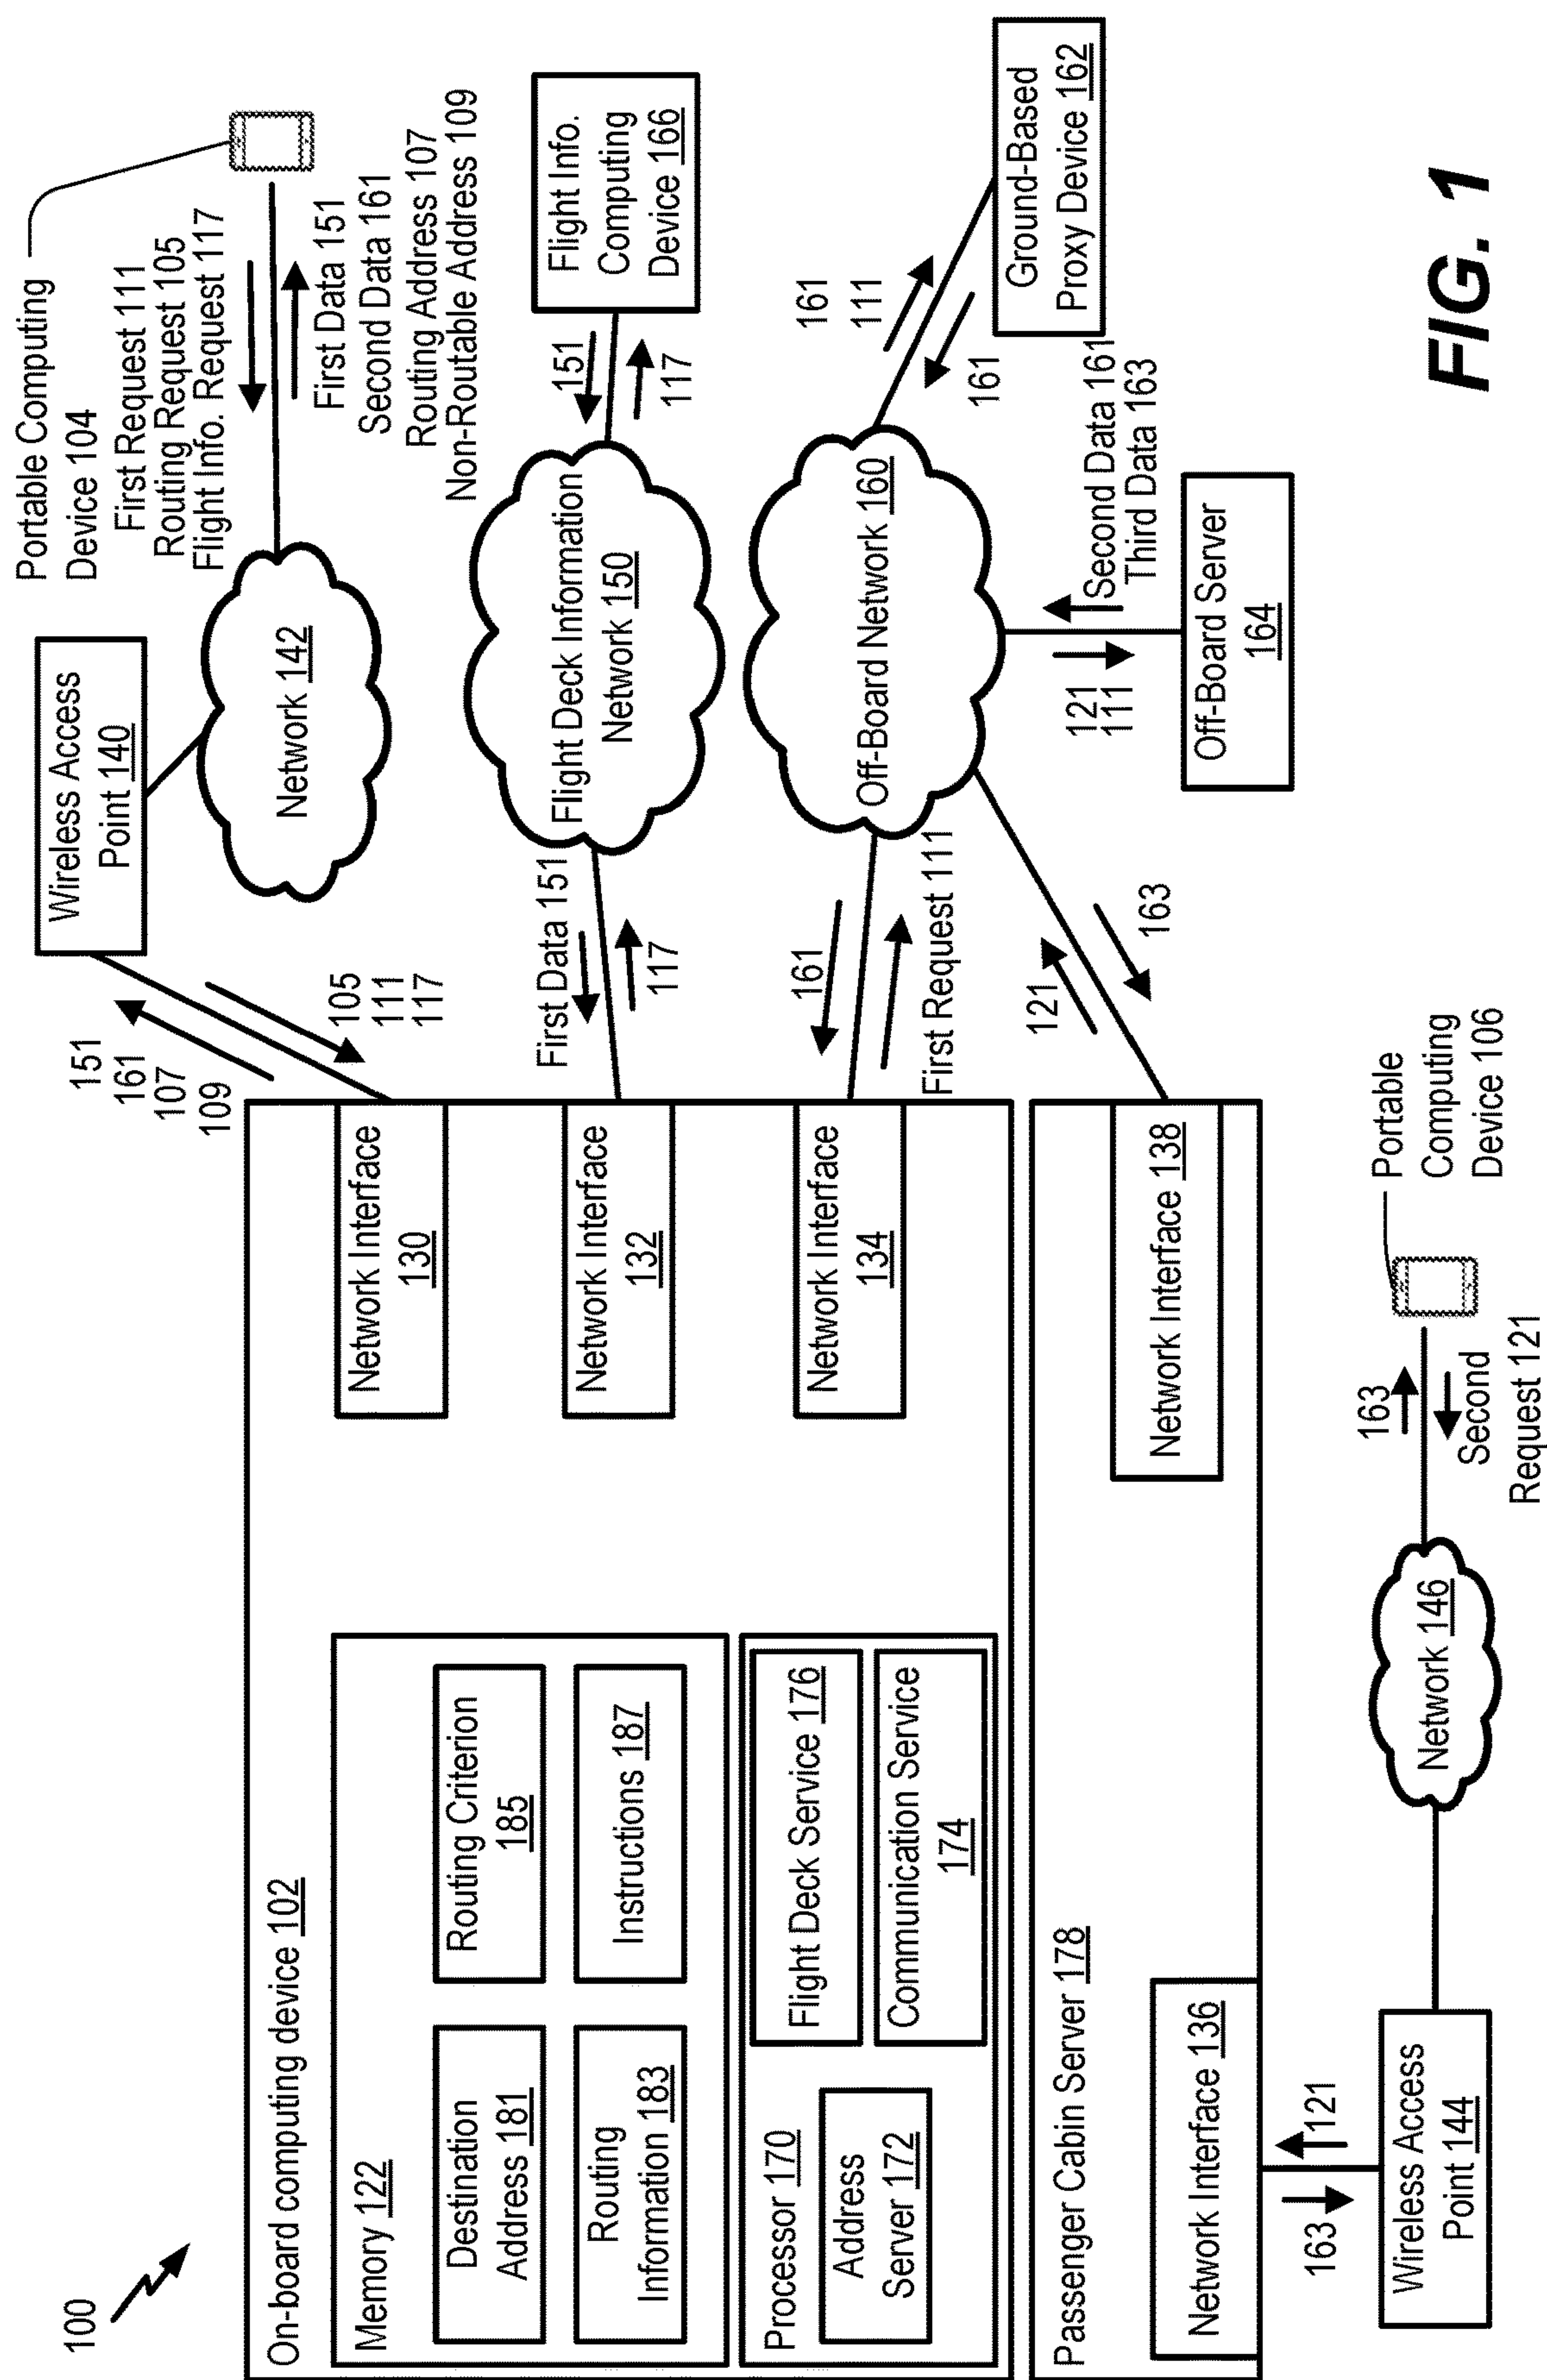 100
On-board computing device 102
Memory 122
Destination
Address 181
Routing Criterion
185
Routing
Information 183
Instructions 187
Processor 170
Address
Server 172
Flight Deck Service 176
Communication Service
174
Network Interface
130
Network Interface
132
Network Interface
134
Passenger Cabin Server 178
Network Interface 136
Network Interface 138
163
121
Wireless Access
Point 144
Network 146
163
Second
Request 121
Portable
Computing
Device 106
151
161
107
109
105
111
117
Wireless Access
Point 140
Network 142
Portable Computing
Device 104
First Request 111
Routing Request 105
Flight Info. Request 117
First Data 151
Second Data 161
Routing Address 107
Non-Routable Address 109
First Data 151
117
Flight Deck Information
Network 150
151
117
Flight Info.
Computing
Device 166
161
First Request 111
Off-Board Network 160
161
111
161
Ground-Based
Proxy Device 162
121
163
121
111
Second Data 161
Third Data 163
Off-Board Server
164
FIG. 1